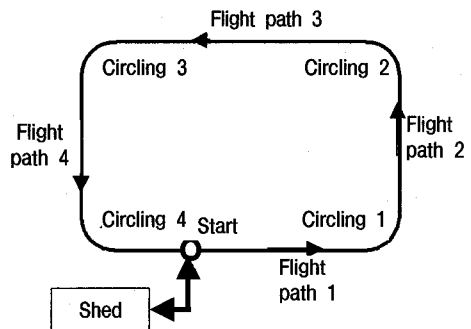 Flight path 3
Circling 3
Circling 2
Flight
path 4
Flight
path 2
Circling 4
Start
Circling 1
Flight
path 1
Shed